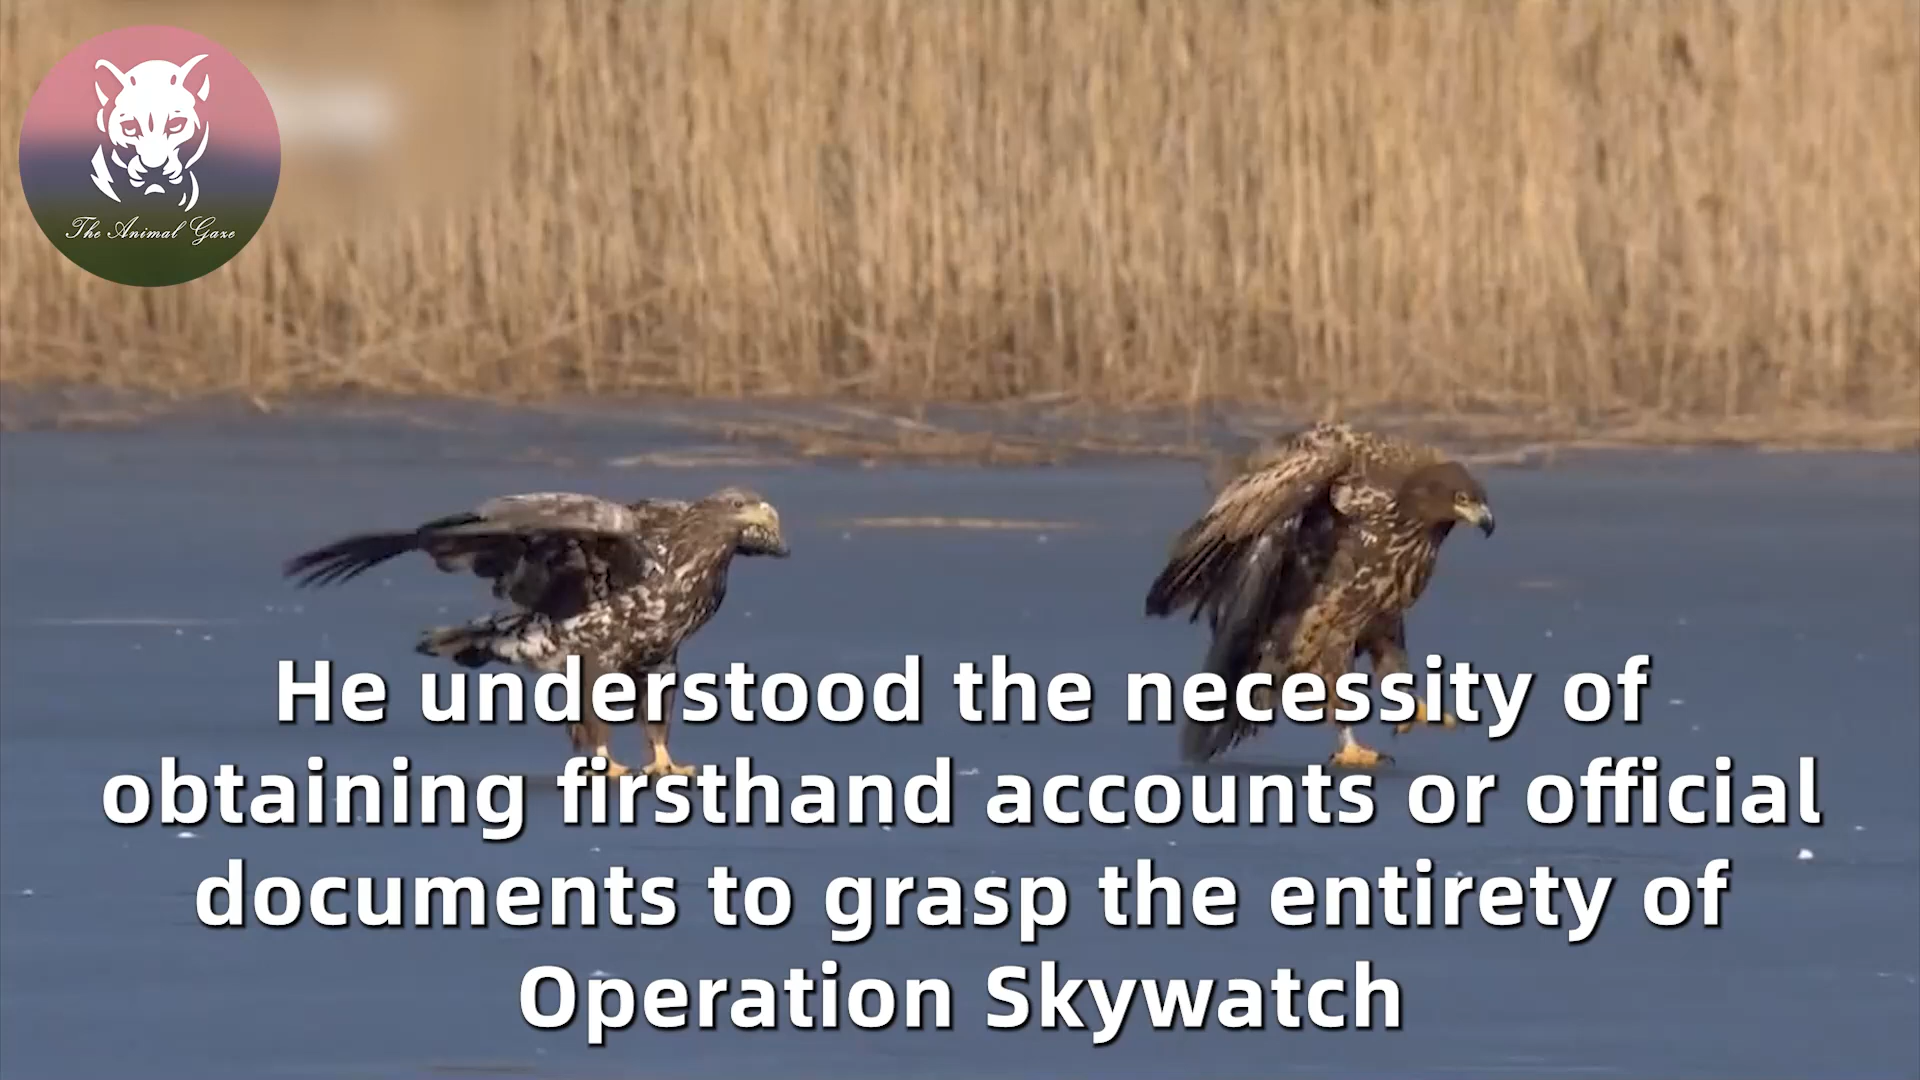 The Animal Gaze
He understood the necessity of
obtaining firsthand accounts or official
documents to grasp the entirety of
Operation Skywatch